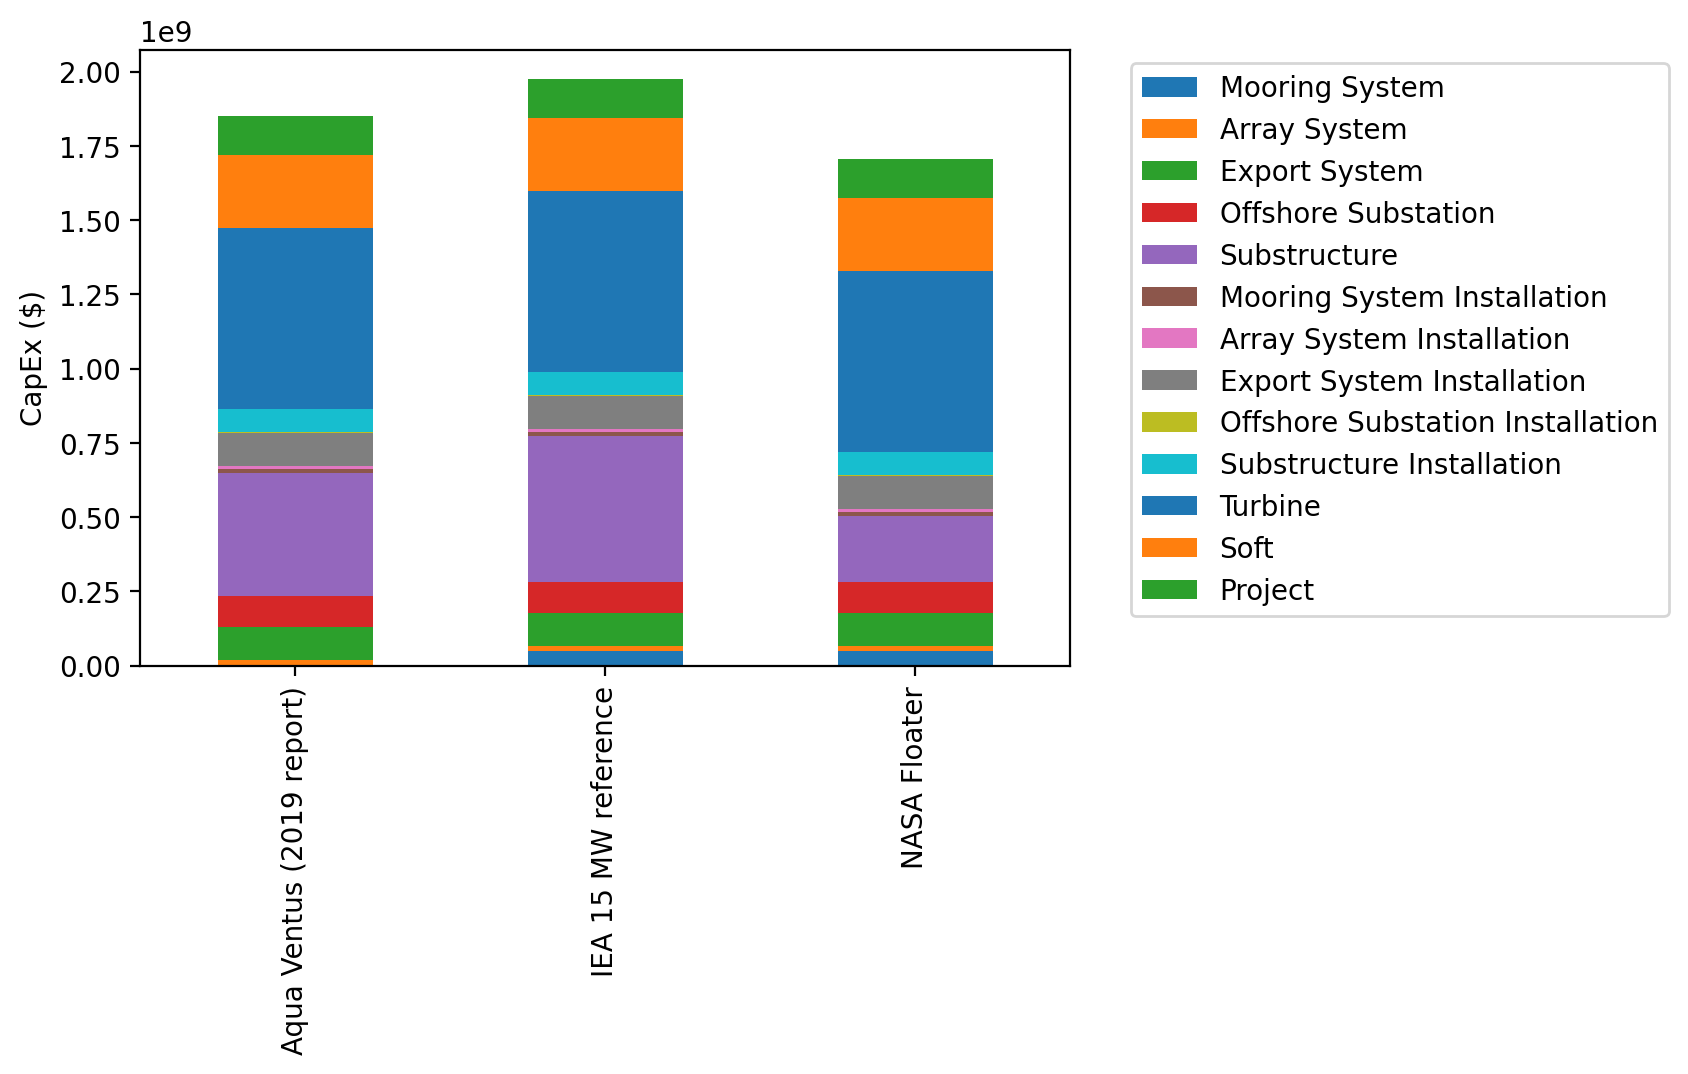 1e9
2.00
1.75
1.50
1.25
1.00
0.75
0.50
0.25
0.00
CapEx ($)
Aqua Ventus (2019 report)
IEA 15 MW reference
NASA Floater
Mooring System
Array System
Export System
Offshore Substation
Substructure
Mooring System Installation
Array System Installation
Export System Installation
Offshore Substation Installation
Substructure Installation
Turbine
Soft
Project